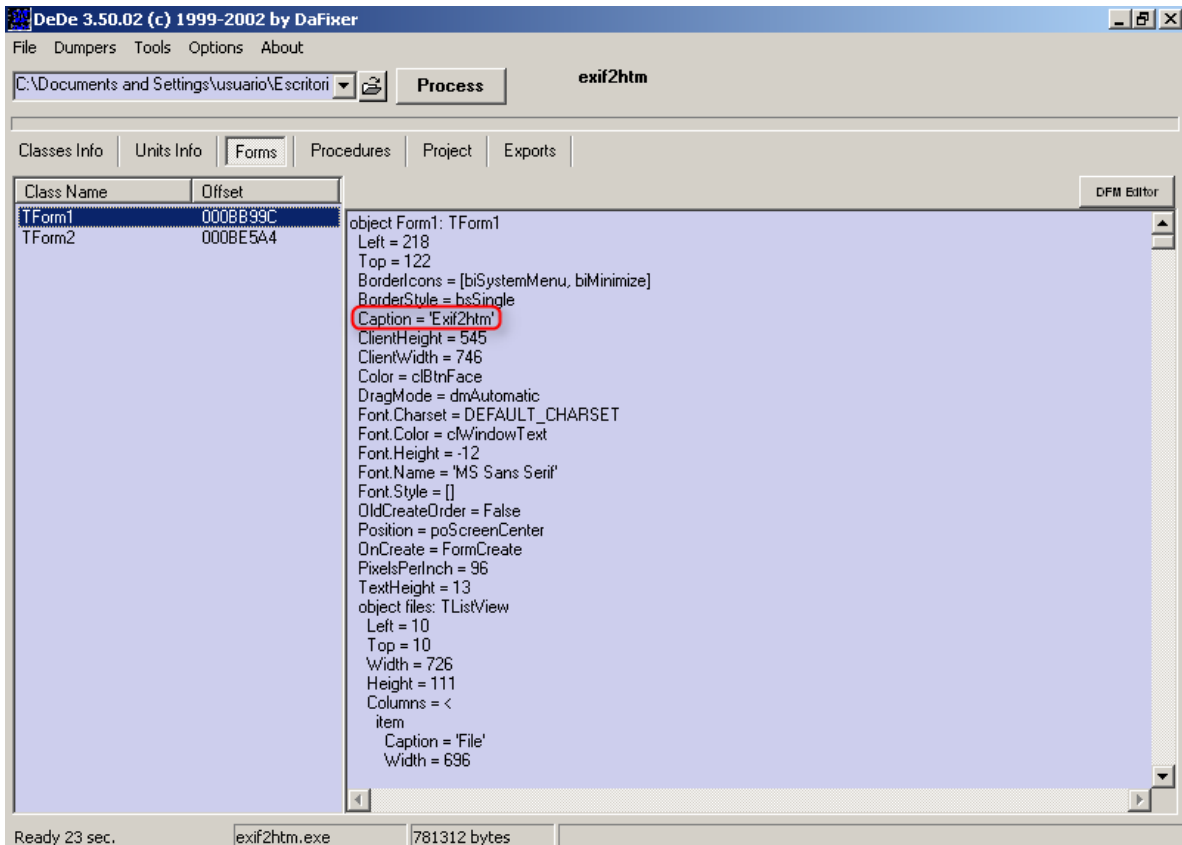 DeDe 3.50.02 (c) 1999-2002 by DaFixer
File Dumpers Tools Options About
C:\Documents and Settings\usuario\Escritori Process exif2htm
Classes Info Units Info Forms Procedures Project Exports
Class Name Offset DFM Editor
TForm1 000BB99C
TForm2 000BE5A4
object Form1: TForm1
Left = 218
Top = 122
BorderIcons = [biSystemMenu, biMinimize]
BorderStyle = bsSingle
Caption = 'Exif2htm'
ClientHeight = 545
ClientWidth = 746
Color = clBtnFace
DragMode = dmAutomatic
Font.Charset = DEFAULT_CHARSET
Font.Color = clWindowText
Font.Height = -12
Font.Name = 'MS Sans Serif'
Font.Style = []
OldCreateOrder = False
Position = poScreenCenter
OnCreate = FormCreate
PixelsPerInch = 96
TextHeight = 13
object files: TListView
Left = 10
Top = 10
Width = 726
Height = 111
Columns = <
item
Caption = 'File'
Width = 696
Ready 23 sec. exif2htm.exe 781312 bytes